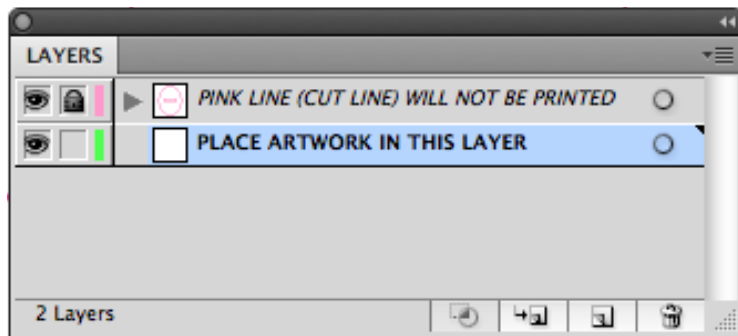 LAYERS
PINK LINE (CUT LINE) WILL NOT BE PRINTED
PLACE ARTWORK IN THIS LAYER
2 Layers